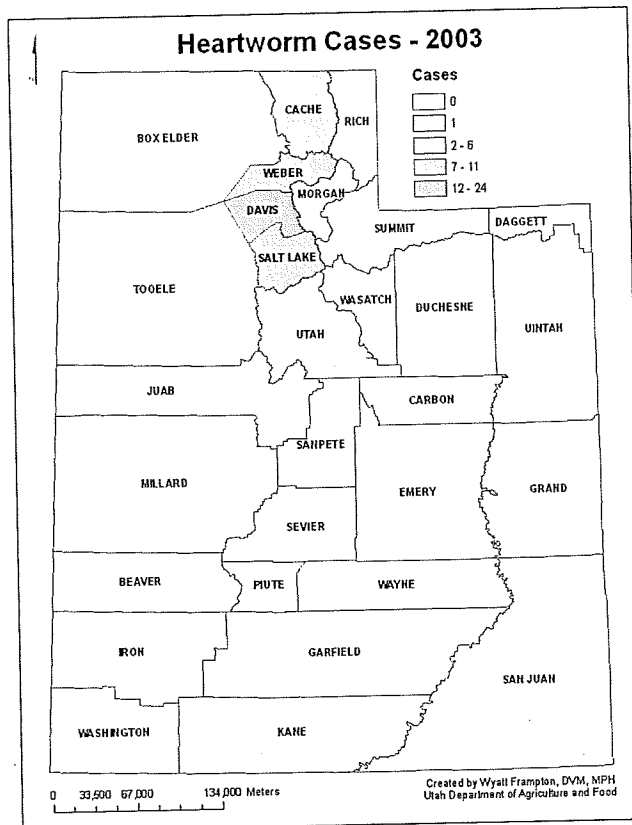 Heartworm Cases - 2003
Cases
0
1
2 - 6
7 - 11
12 - 24
CACHE
RICH
BOX ELDER
WEBER
MORGAN
DAVIS
SUMMIT
DAGGETT
SALT LAKE
TOOELE
WASATCH
DUCHESNE
UINTAH
UTAH
JUAB
CARBON
SANPETE
MILLARD
EMERY
GRAND
SEVIER
BEAVER
PIUTE
WAYNE
IRON
GARFIELD
SAN JUAN
WASHINGTON
KANE
0 33,500 67,000 134,000 Meters
Created by Wyatt Frampton, DVM, MPH
Utah Department of Agriculture and Food